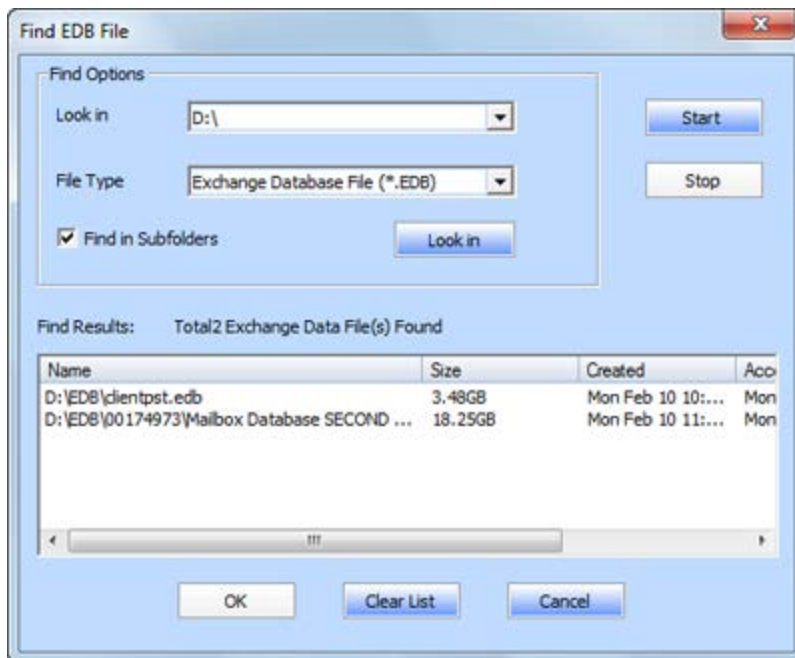 Find EDB File
Find Options
Look in D:\ Start
File Type Exchange Database File (*.EDB) Stop
Find in Subfolders Look in
Find Results: Total2 Exchange Data File(s) Found
Name Size Created Acc
D:\EDB\clientpst.edb 3.48GB Mon Feb 10 10:... Mon
D:\EDB\00174973\Mailbox Database SECOND ... 18.25GB Mon Feb 10 11:... Mon
OK Clear List Cancel